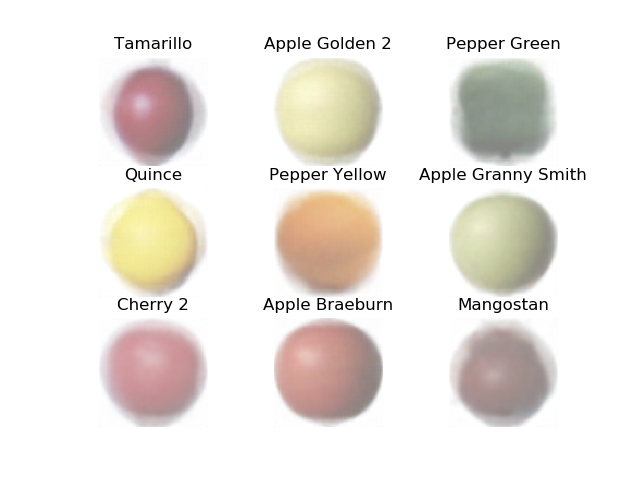 Tamarillo
Apple Golden 2
Pepper Green
Quince
Pepper Yellow
Apple Granny Smith
Cherry 2
Apple Braeburn
Mangostan